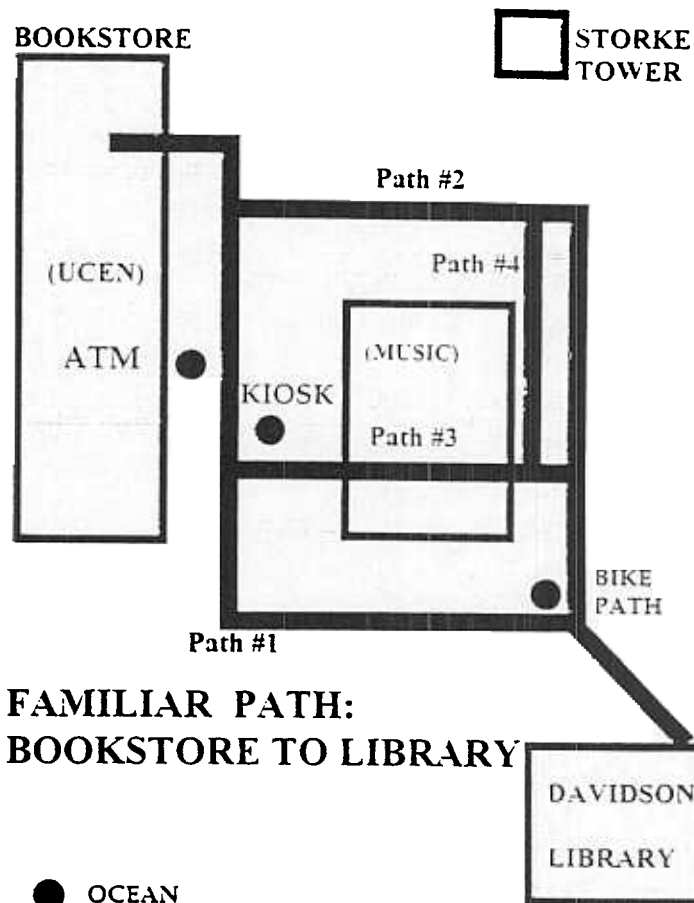 BOOKSTORE
STORKE
TOWER
Path #2
(UCEN)
Path #4
ATM
(MUSIC)
KIOSK
Path #3
BIKE
PATH
Path #1
FAMILIAR PATH:
BOOKSTORE TO LIBRARY
DAVIDSON
LIBRARY
OCEAN